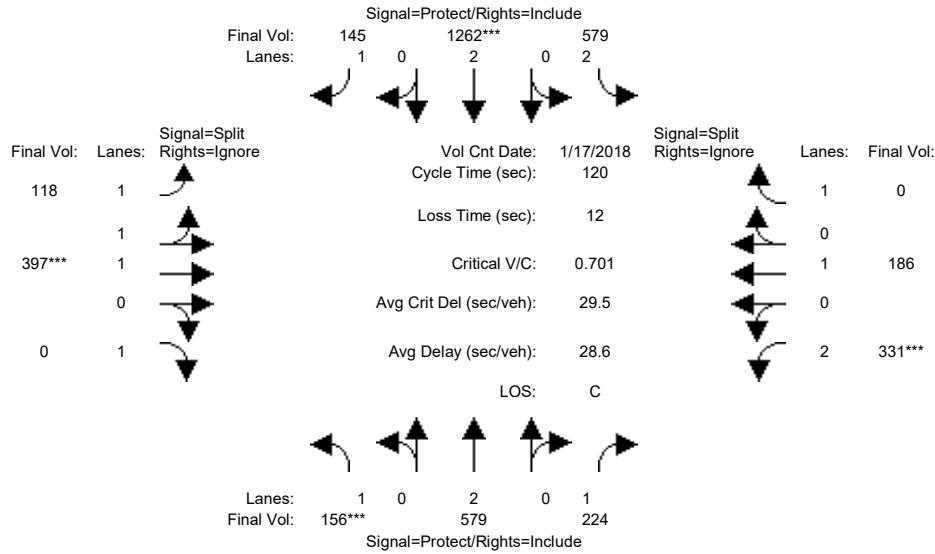 Signal=Protect/Rights=Include
Final Vol: 145 1262*** 579
Lanes: 1 0 2 0 2
Signal=Split
Final Vol: Lanes: Rights=Ignore
Vol Cnt Date: 1/17/2018
Signal=Split
Rights=Ignore Lanes: Final Vol:
Cycle Time (sec): 120
118 1
1 0
Loss Time (sec): 12
1
0
397*** 1
Critical V/C: 0.701
1 186
0
Avg Crit Del (sec/veh): 29.5
0
0 1
Avg Delay (sec/veh): 28.6
2 331***
LOS: C
Lanes: 1 0 2 0 1
Final Vol: 156*** 579 224
Signal=Protect/Rights=Include